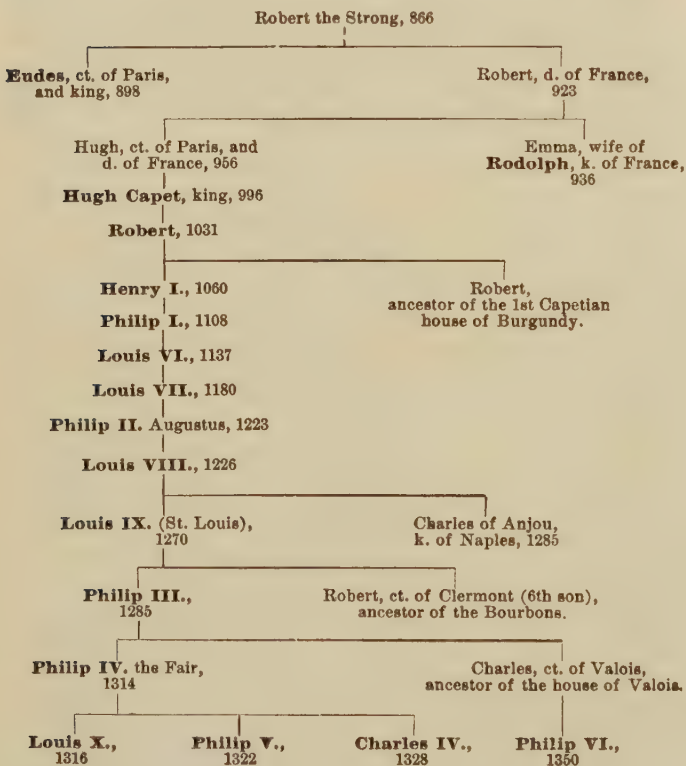 Robert the Strong, 866
Eudes, ct. of Paris,
and king, 898
Robert, d. of France,
923
Hugh, ct. of Paris, and
d. of France, 956
Emma, wife of
Rodolph, k. of France,
936
Hugh Capet, king, 996
Robert, 1031
Henry I., 1060
Robert,
ancestor of the 1st Capetian
house of Burgundy.
Philip I., 1108
Louis VI., 1137
Louis VII., 1180
Philip II. Augustus, 1223
Louis VIII., 1226
Louis IX. (St. Louis),
1270
Charles of Anjou,
k. of Naples, 1285
Philip III.,
1285
Robert, ct. of Clermont (6th son),
ancestor of the Bourbons.
Philip IV. the Fair,
1314
Charles, ct. of Valois,
ancestor of the house of Valois.
Louis X.,
1316
Philip V.,
1322
Charles IV.,
1328
Philip VI.,
1350